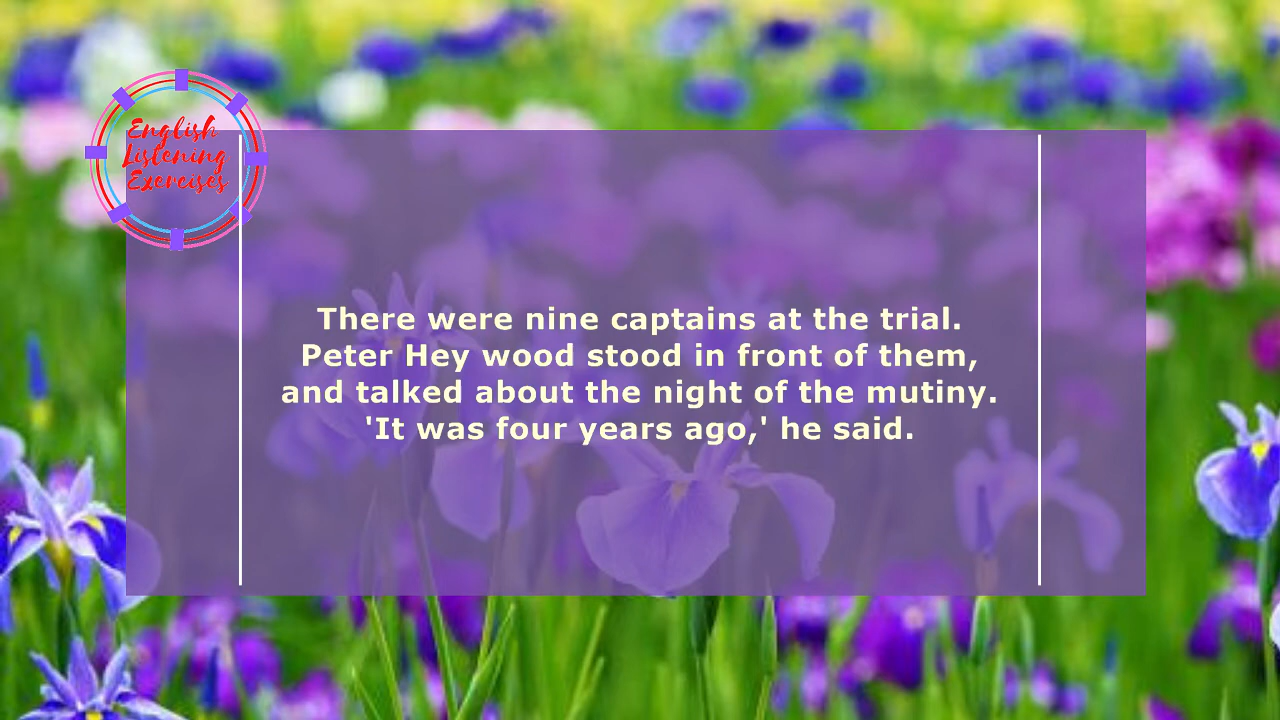 English
Listening
Exercises
There were nine captains at the trial.
Peter Hey wood stood in front of them,
and talked about the night of the mutiny.
'It was four years ago,' he said.